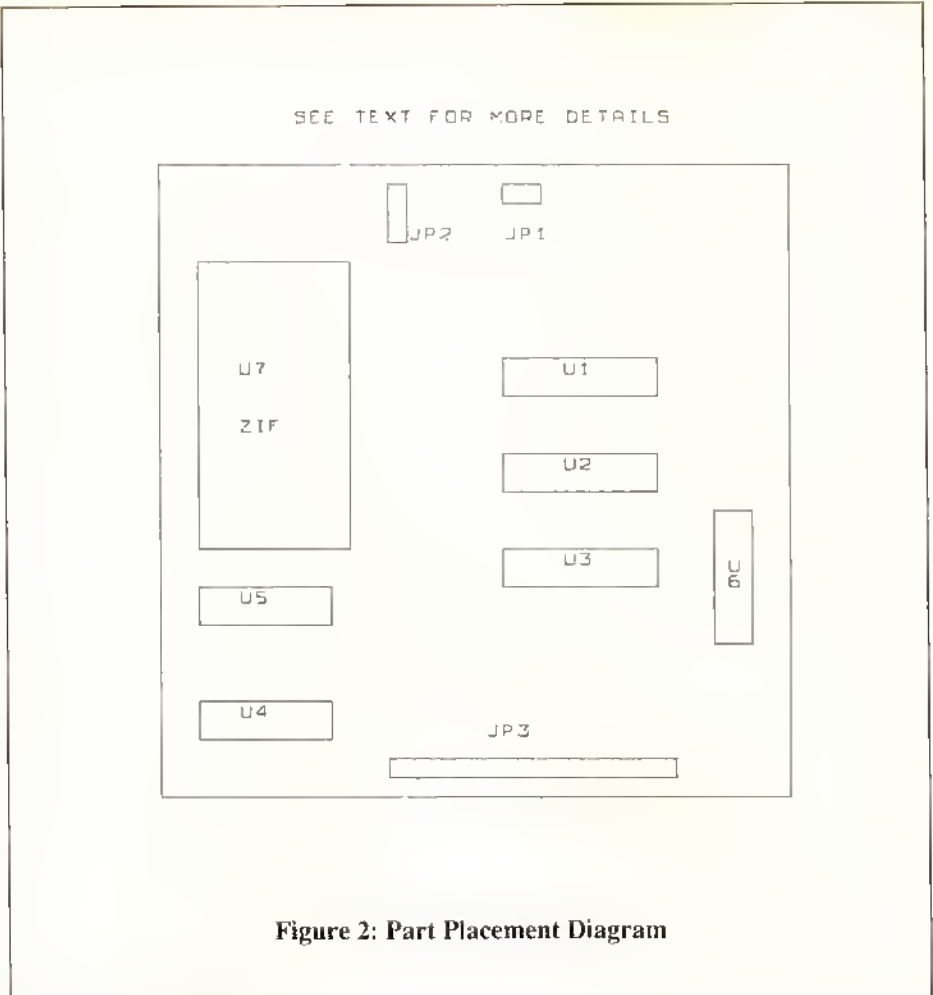 SEE TEXT FOR MORE DETAILS
JP2 JP1
U7
ZIF
U1
U2
U3
U6
U5
U4
JP3
Figure 2: Part Placement Diagram